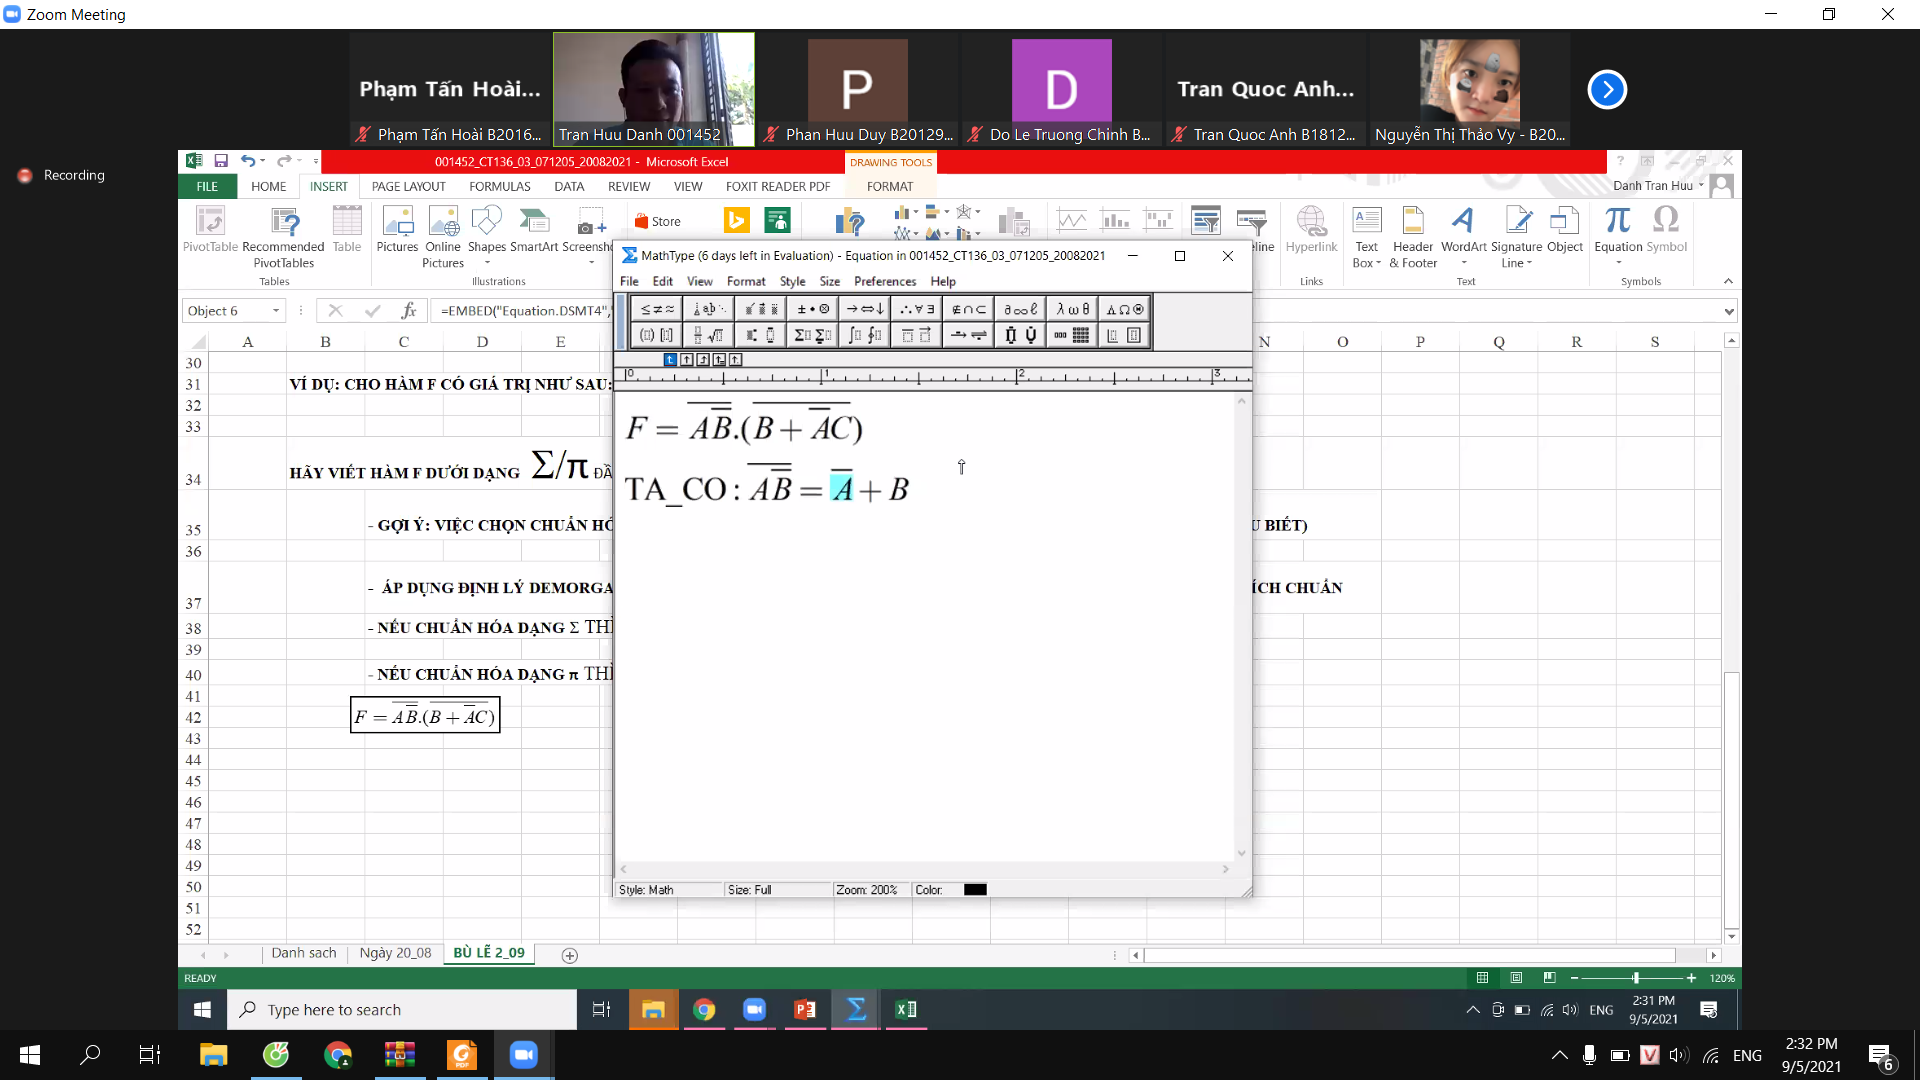 Zoom Meeting
Phạm Tấn Hoài...
P
D
Tran Quoc Anh...
Phạm Tấn Hoài B2016...
Tran Huu Danh 001452
Phan Huu Duy B20129...
Do Le Truong Chinh B...
Tran Quoc Anh B1812...
Nguyễn Thị Thảo Vy - B20...
Recording
001452_CT136_03_071205_20082021 - Microsoft Excel
DRAWING TOOLS
FILE HOME INSERT PAGE LAYOUT FORMULAS DATA REVIEW VIEW FOXIT READER PDF FORMAT
Danh Tran Huu
PivotTable Recommended PivotTables Table
Pictures Online Pictures Shapes SmartArt Screensho
Store
Hyperlink
Text Box Header & Footer WordArt Signature Line Object
Equation Symbol
Tables Illustrations Links Text Symbols
MathType (6 days left in Evaluation) - Equation in 001452_CT136_03_071205_20082021
File Edit View Format Style Size Preferences Help
Object 6
=EMBED("Equation.DSMT4","
A B C D E N O P Q R S
30
31 VÍ DỤ: CHO HÀM F CÓ GIÁ TRỊ NHƯ SAU:
32
33
34 HÃY VIẾT HÀM F DƯỚI DẠNG Σ/π
35 - GỢI Ý: VIỆC CHỌN CHUẨN HÓ
U BIẾT)
36
37 - ÁP DỤNG ĐỊNH LÝ DEMORGA
ÍCH CHUẨN
38 - NẾU CHUẨN HÓA DẠNG Σ THÌ
39
40 - NẾU CHUẨN HÓA DẠNG π THÌ
41
42 F = \overline{A\overline{B}}.(\overline{B + \overline{A}C})
43
44
45
46
47
48
49
50
51
52
0 1 2 3
F = \overline{A\overline{B}}.(\overline{B + \overline{A}C})
TA_CO : \overline{A\overline{B}} = \overline{A} + B
Style: Math Size: Full Zoom: 200% Color:
Danh sach Ngày 20_08 BÙ LẼ 2_09
READY
120%
Type here to search
ENG
2:31 PM
9/5/2021
ENG
2:32 PM
9/5/2021
6